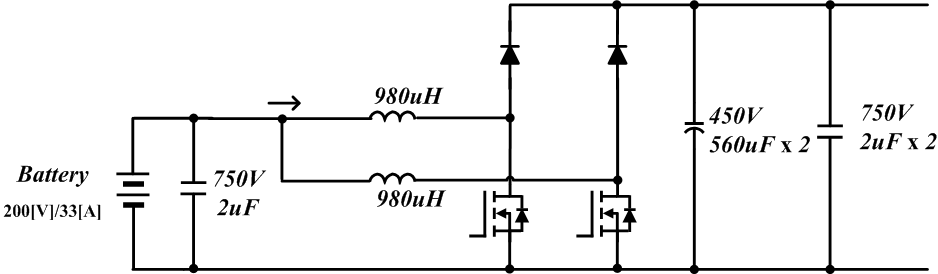 980uH
450V
560uF x 2
750V
2uF x 2
Battery
200[V]/33[A]
750V
2uF
980uH